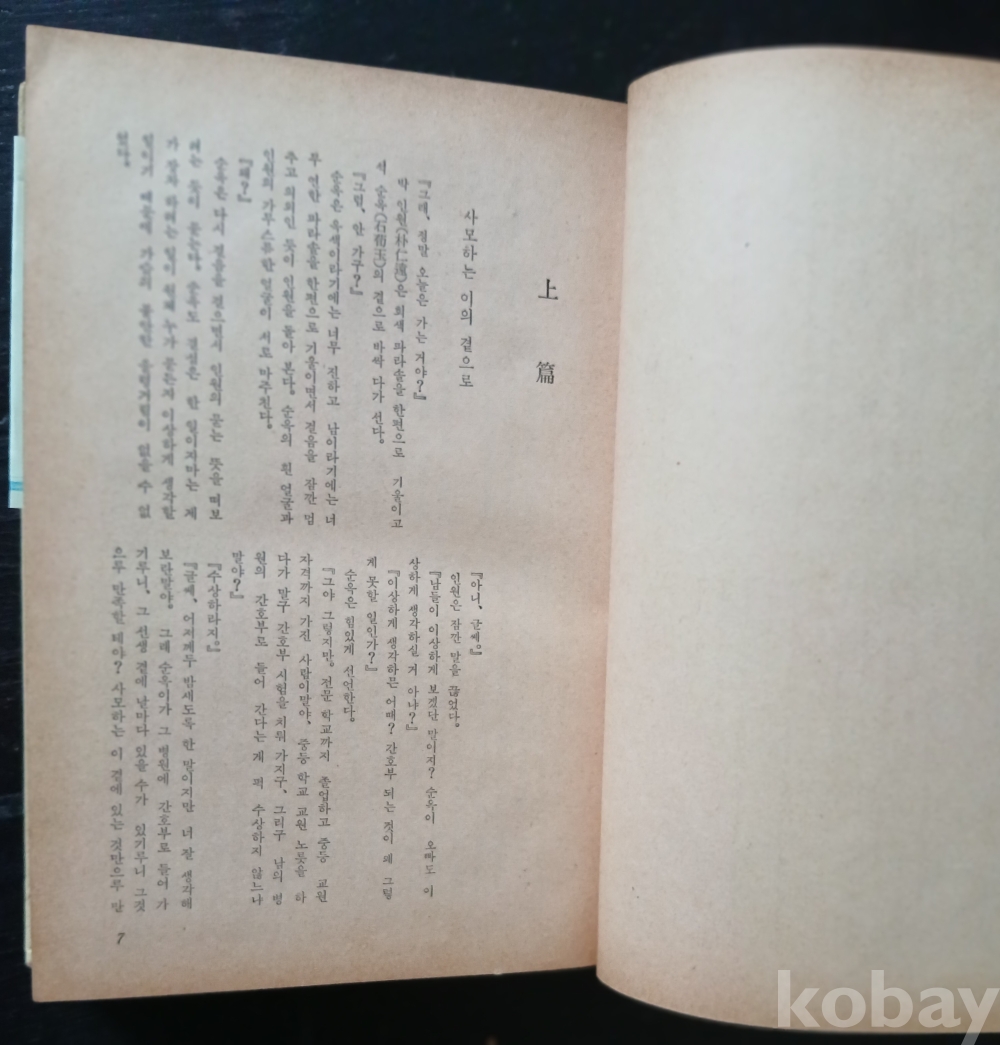 上 篇
사모하는 이의 곁으로
『그래, 정말 오늘은 가는 거야?』
박 인원(朴仁遠)은 회색 파라솔을 한편으로 기울이고
석 순옥(石荀玉)의 곁으로 바싹 다가 선다.
『그럼, 안 가구?』
순옥은 옥색이라기에는 너무 진하고 남이라기에는 너
무 연한 파라솔을 한편으로 기울이면서 걸음을 잠깐 멈
추고 의외인 듯이 인원을 돌아 본다. 순옥의 흰 얼굴과
인원의 가무스름한 얼굴이 서로 마주친다.
『왜?』
순옥은 다시 걸음을 걸으면서 인원의 묻는 뜻을 떠보
려는 듯이 묻는다. 순옥도 결정은 한 일이지마는 제
가 장차 하려는 일이 원체 누가 듣든지 이상하게 생각할
일이기 때문에 가슴의 불안한 울렁거림이 없을 수 없
었다.
『아니, 글쎄.』
인원은 잠깐 말을 끊었다.
『남들이 이상하게 보겠단 말이지? 순옥이 오빠도 이
상하게 생각하실 거 아냐?』
『이상하게 생각하믄 어때? 간호부 되는 것이 왜 그렇
게 못할 일인가?』
순옥은 힘있게 선언한다.
『그야 그렇지만, 전문 학교까지 졸업하고 중등 교원
자격까지 가진 사람이말야, 중등 학교 교원 노릇을 하
다가 말구 간호부 시험을 치뤄 가지구, 그리구 남의 병
원의 간호부로 들어 간다는 게 퍽 수상하지 않느냐
말야?』
『수상하라지.』
『글쎄, 어저께두 밤새도록 한 말이지만 너 잘 생각해
보란말야. 그래 순옥이가 그 병원에 간호부로 들어 가
기루니, 그 선생 곁에 날마다 있을 수가 있기루니 그것
으루 만족할 테야? 사모하는 이 곁에 있는 것만으루 만
7
kobay